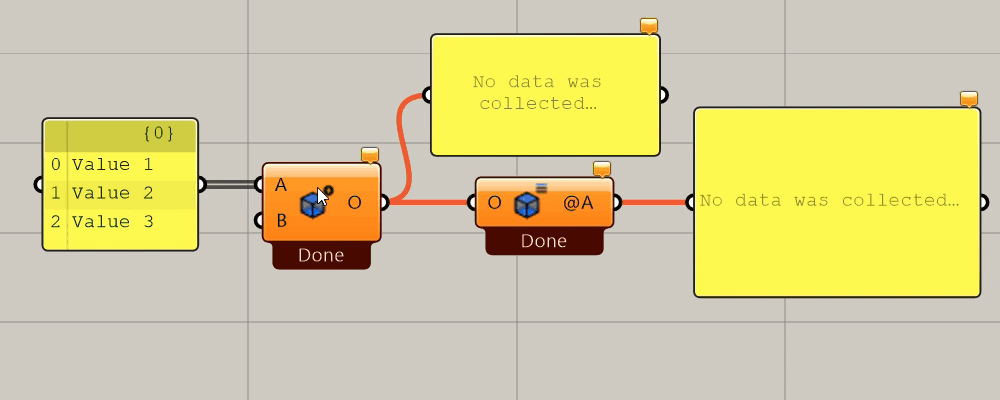 {0}
0 Value 1
1 Value 2
2 Value 3
A
B
O
Done
No data was
collected…
O
@A
Done
No data was collected…